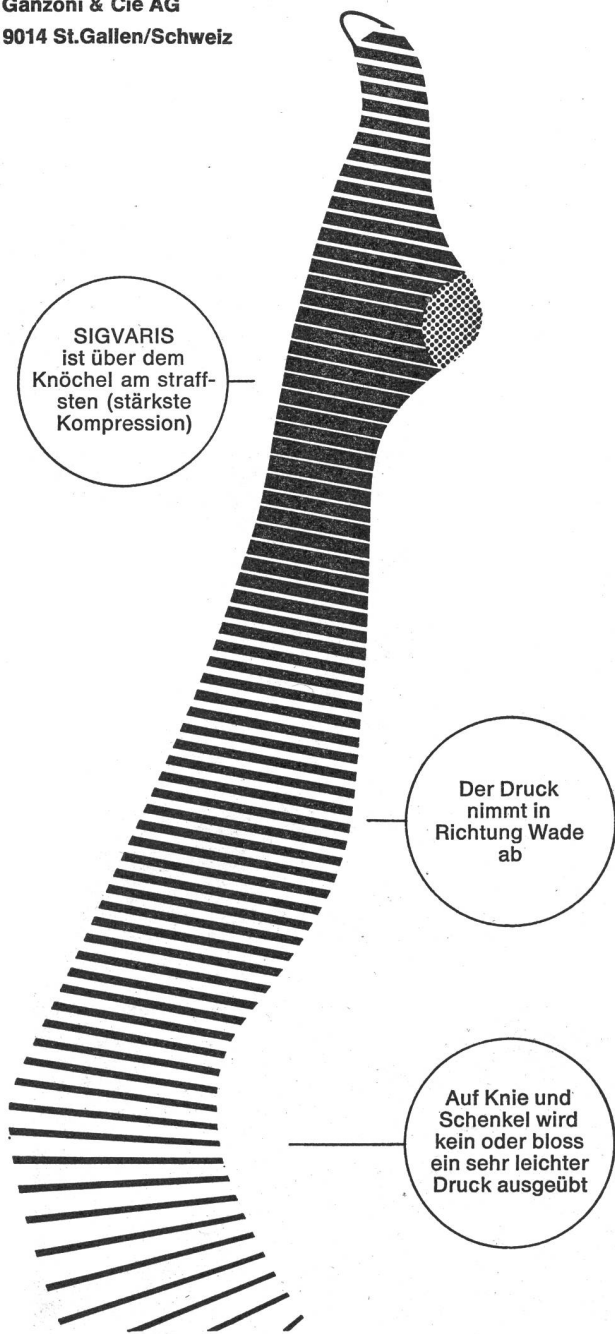 Ganzoni & Cie AG
9014 St.Gallen/Schweiz
SIGVARIS
ist über dem
Knöchel am straff-
sten (stärkste
Kompression)
Der Druck
nimmt in
Richtung Wade
ab
Auf Knie und
Schenkel wird
kein oder bloss
ein sehr leichter
Druck ausgeübt